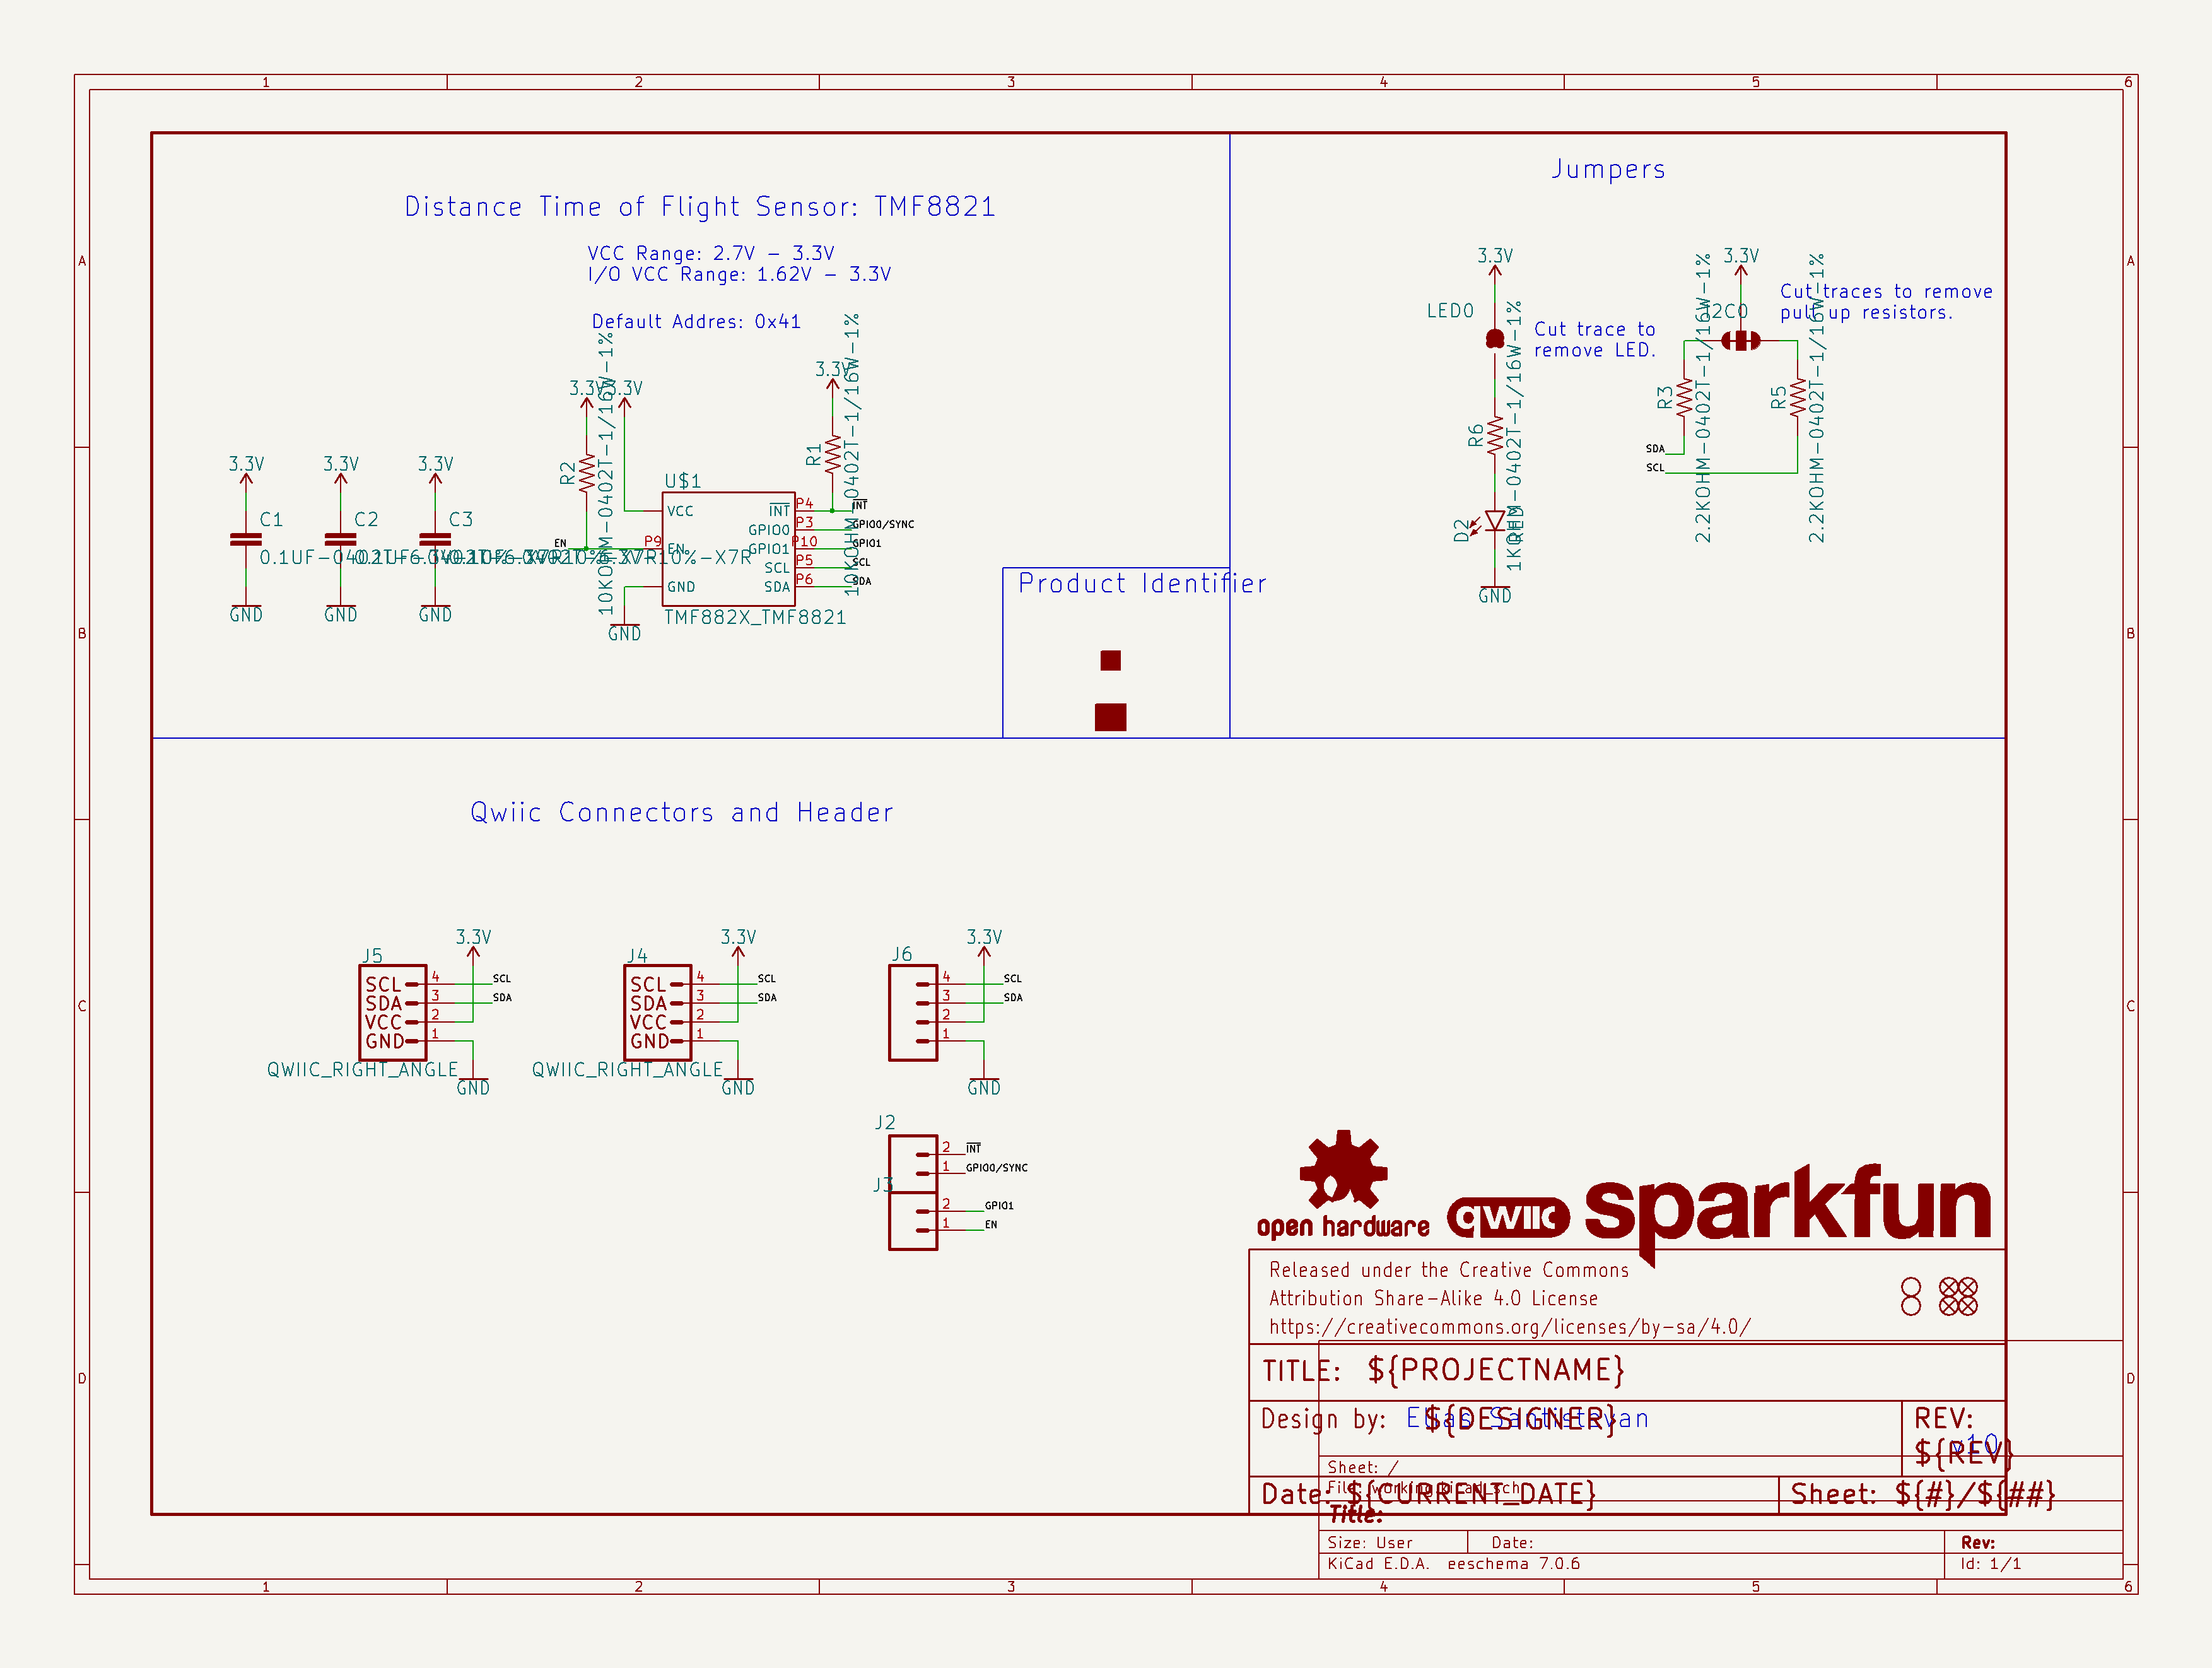 1 2 3 4 5 6
A
B
C
D
A
B
C
D
1 2 3 4 5 6
Distance Time of Flight Sensor: TMF8821
VCC Range: 2.7V - 3.3V
I/O VCC Range: 1.62V - 3.3V
Default Addres: 0x41
3.3V
3.3V
3.3V
C1
C2
C3
0.1UF-0402T-6.3V-10%-X7R
0.1UF-0402T-6.3V-10%-X7R
0.1UF-0402T-6.3V-10%-X7R
GND
GND
GND
3.3V
3.3V
R2
10KOHM-0402T-1/16W-1%
EN
3.3V
R1
10KOHM-0402T-1/16W-1%
U$1
VCC
P9
EN
GND
INT
GPIO0
GPIO1
SCL
SDA
P4
P3
P10
P5
P6
INT
GPIO0/SYNC
GPIO1
SCL
SDA
TMF882X_TMF8821
GND
Product Identifier
Jumpers
3.3V
LED0
Cut trace to
remove LED.
R6
1KOHM-0402T-1/16W-1%
D2
RED
GND
3.3V
I2C0
Cut traces to remove
pull up resistors.
R3
2.2KOHM-0402T-1/16W-1%
R5
2.2KOHM-0402T-1/16W-1%
SDA
SCL
Qwiic Connectors and Header
3.3V
J5
SCL 4 SCL
SDA 3 SDA
VCC 2
GND 1
QWIIC_RIGHT_ANGLE
GND
3.3V
J4
SCL 4 SCL
SDA 3 SDA
VCC 2
GND 1
QWIIC_RIGHT_ANGLE
GND
3.3V
J6
4 SCL
3 SDA
2
1
GND
J2
2 INT
1 GPIO0/SYNC
J3
2 GPIO1
1 EN
open hardware
qwiic
sparkfun
Released under the Creative Commons
Attribution Share-Alike 4.0 License
https://creativecommons.org/licenses/by-sa/4.0/
TITLE: ${PROJECTNAME}
Design by: ${DESIGNER}
Elias Santistevan
REV:
${REV}
v10
Date: ${CURRENT_DATE}
Sheet: ${#}/${##}
Sheet: /
File: working.kicad_sch
Title:
Size: User Date: Rev:
KiCad E.D.A. eeschema 7.0.6 Id: 1/1